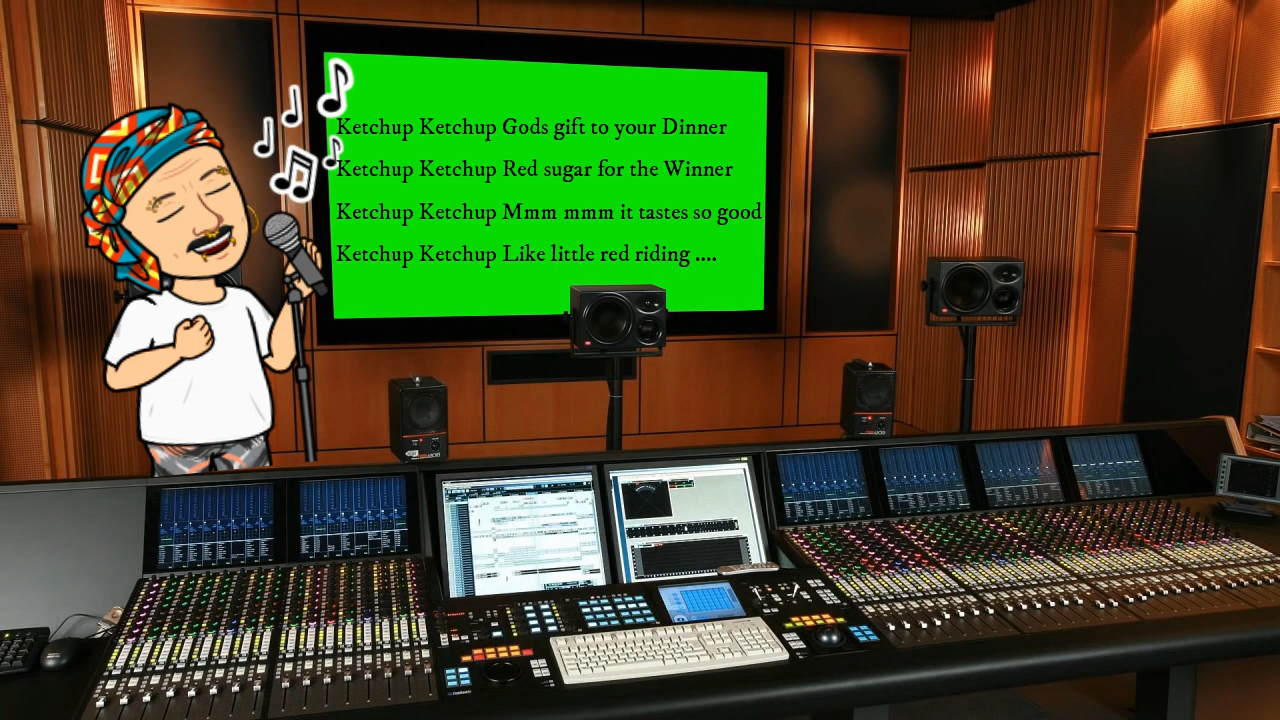 Ketchup Ketchup Gods gift to your Dinner
Ketchup Ketchup Red sugar for the Winner
Ketchup Ketchup Mmm mmm it tastes so good
Ketchup Ketchup Like little red riding ....